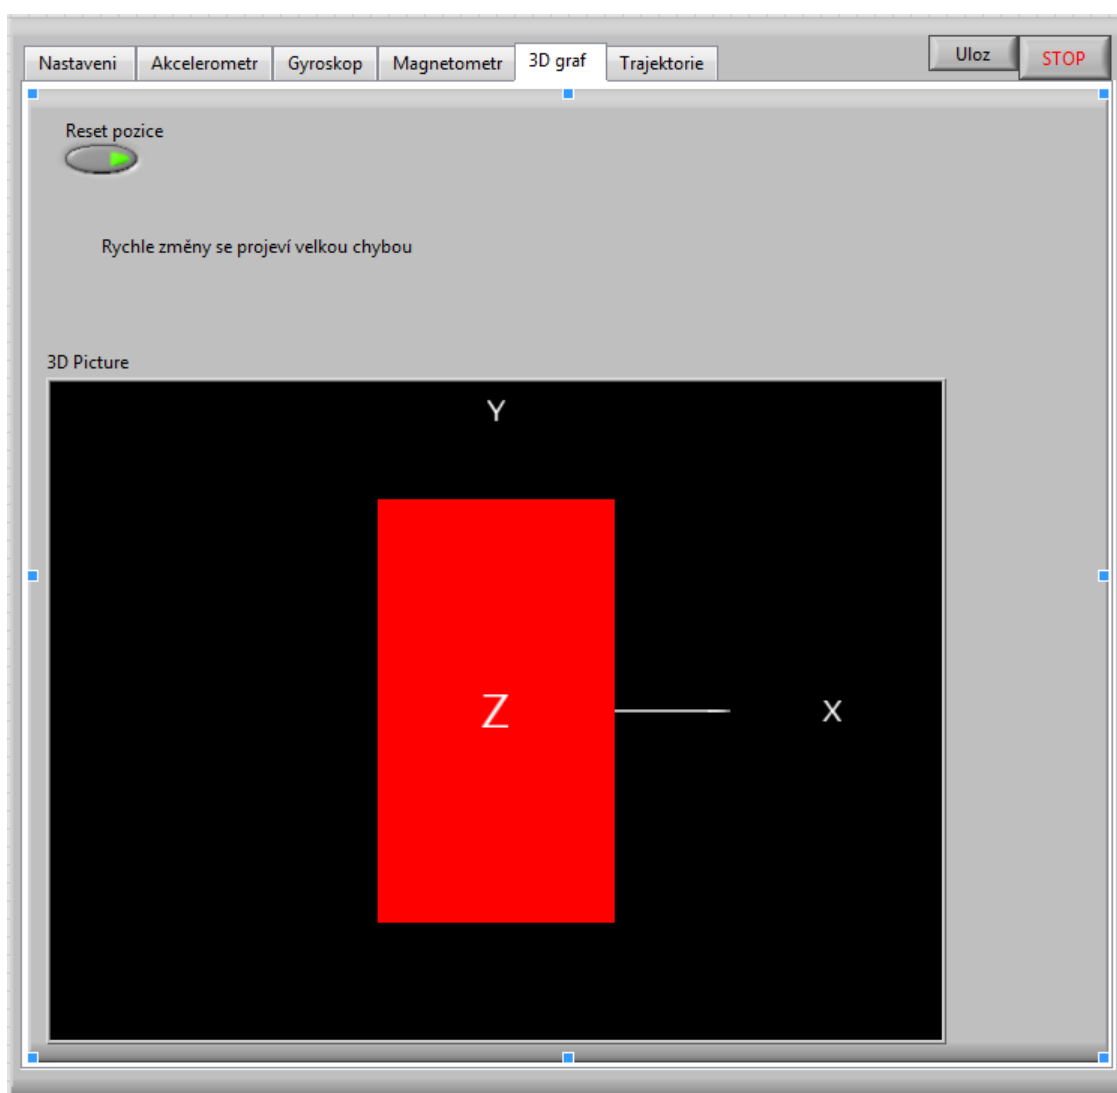 Nastaveni Akcelerometr Gyroskop Magnetometr 3D graf Trajektorie Uloz STOP
Reset pozice
Rychle změny se projeví velkou chybou
3D Picture
Y
Z X